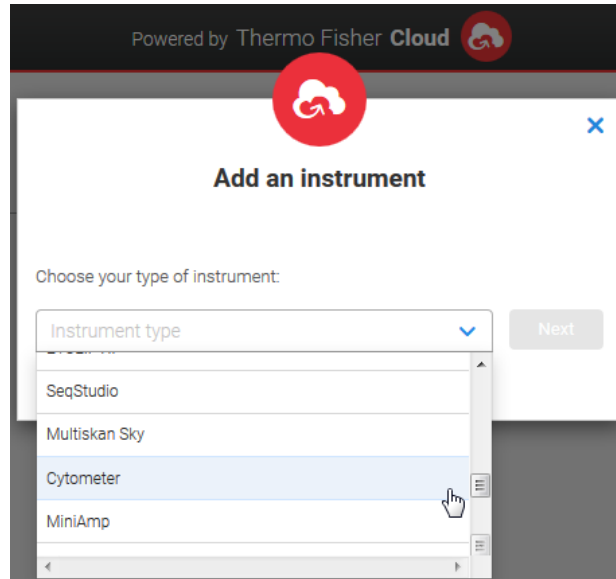 Powered by Thermo Fisher Cloud
Add an instrument
Choose your type of instrument:
Instrument type
Next
SeqStudio
Multiskan Sky
Cytometer
MiniAmp